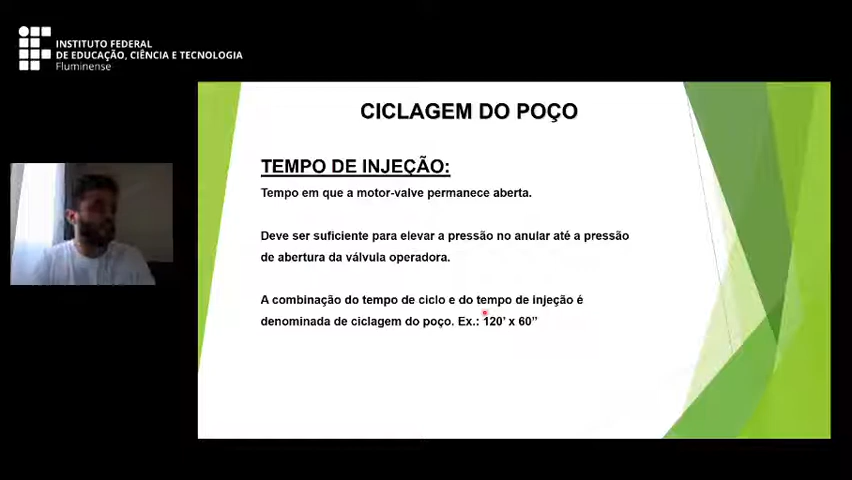 INSTITUTO FEDERAL
DE EDUCAÇÃO, CIÊNCIA E TECNOLOGIA
Fluminense
CICLAGEM DO POÇO
TEMPO DE INJEÇÃO:
Tempo em que a motor-valve permanece aberta.
Deve ser suficiente para elevar a pressão no anular até a pressão
de abertura da válvula operadora.
A combinação do tempo de ciclo e do tempo de injeção é
denominada de ciclagem do poço. Ex.: 120’ x 60”